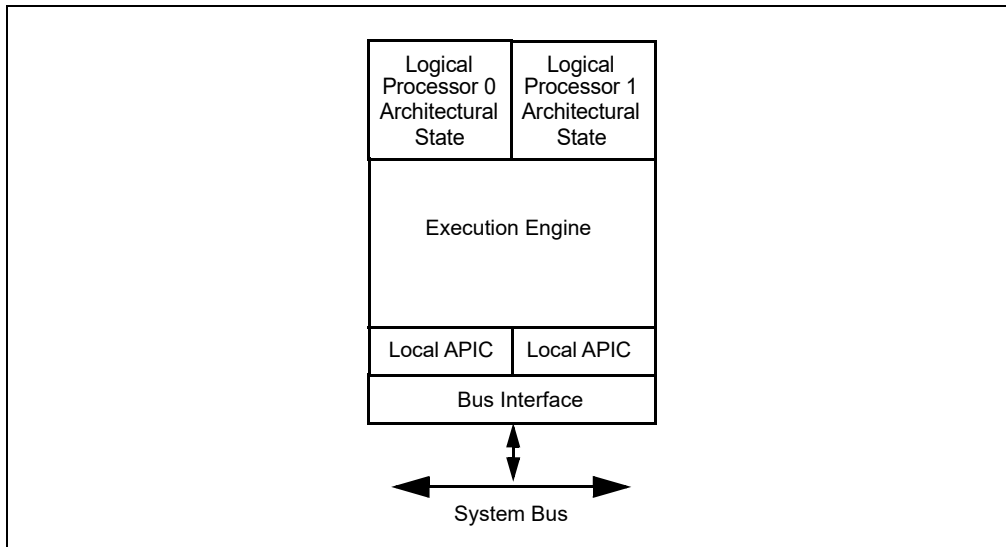 Logical
Processor 0
Architectural
State
Logical
Processor 1
Architectural
State
Execution Engine
Local APIC
Local APIC
Bus Interface
System Bus